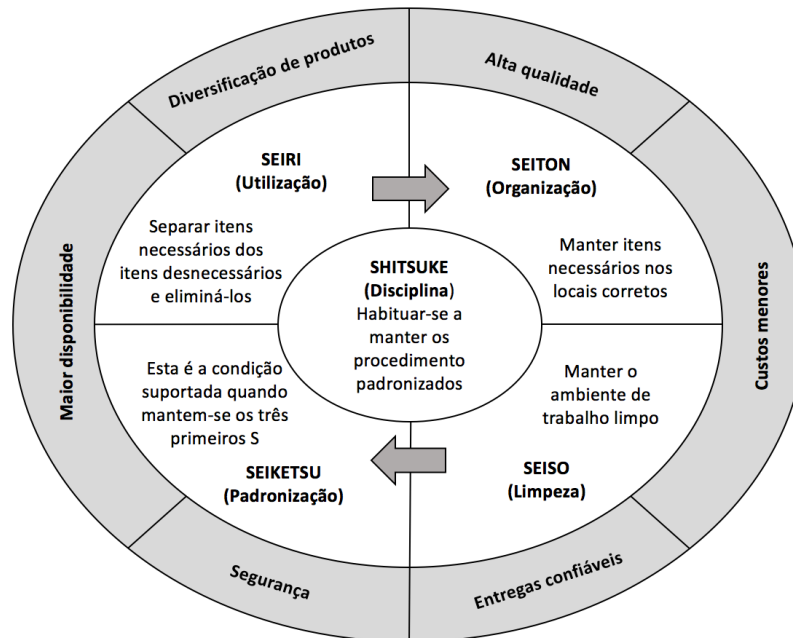 Diversificação de produtos
Alta qualidade
SEIRI
(Utilização)
SEITON
(Organização)
Separar itens
necessários dos
itens desnecessários
e eliminá-los
Manter itens
necessários nos
locais corretos
SHITSUKE
(Disciplina)
Habituar-se a
manter os
procedimento
padronizados
Maior disponibilidade
Custos menores
Esta é a condição
suportada quando
mantem-se os três
primeiros S
Manter o
ambiente de
trabalho limpo
SEIKETSU
(Padronização)
SEISO
(Limpeza)
Segurança
Entregas confiáveis